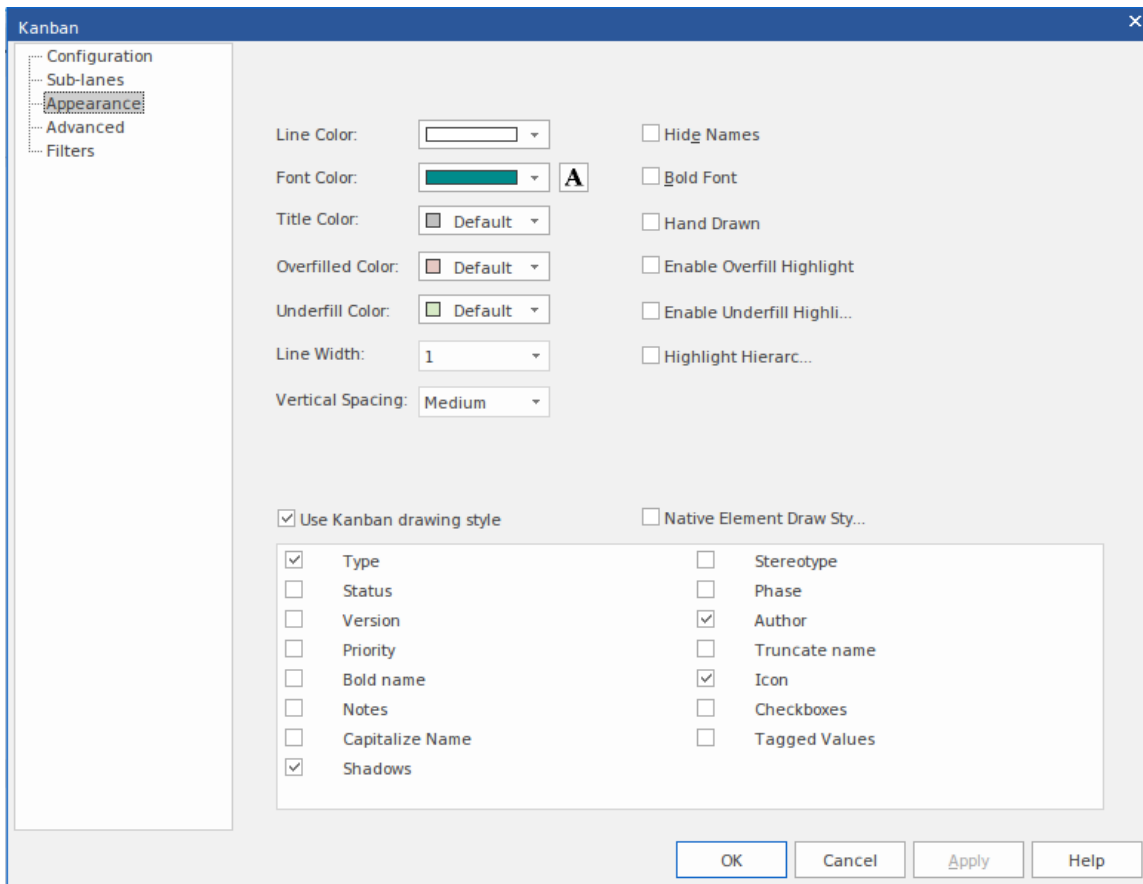 Kanban
Configuration
Sub-lanes
Appearance
Advanced
Filters
Line Color:
Hide Names
Font Color:
A
Bold Font
Title Color:
Default
Hand Drawn
Overfilled Color:
Default
Enable Overfill Highlight
Underfill Color:
Default
Enable Underfill Highli...
Line Width:
1
Highlight Hierarc...
Vertical Spacing:
Medium
Use Kanban drawing style
Native Element Draw Sty...
Type
Stereotype
Status
Phase
Version
Author
Priority
Truncate name
Bold name
Icon
Notes
Checkboxes
Capitalize Name
Tagged Values
Shadows
OK
Cancel
Apply
Help